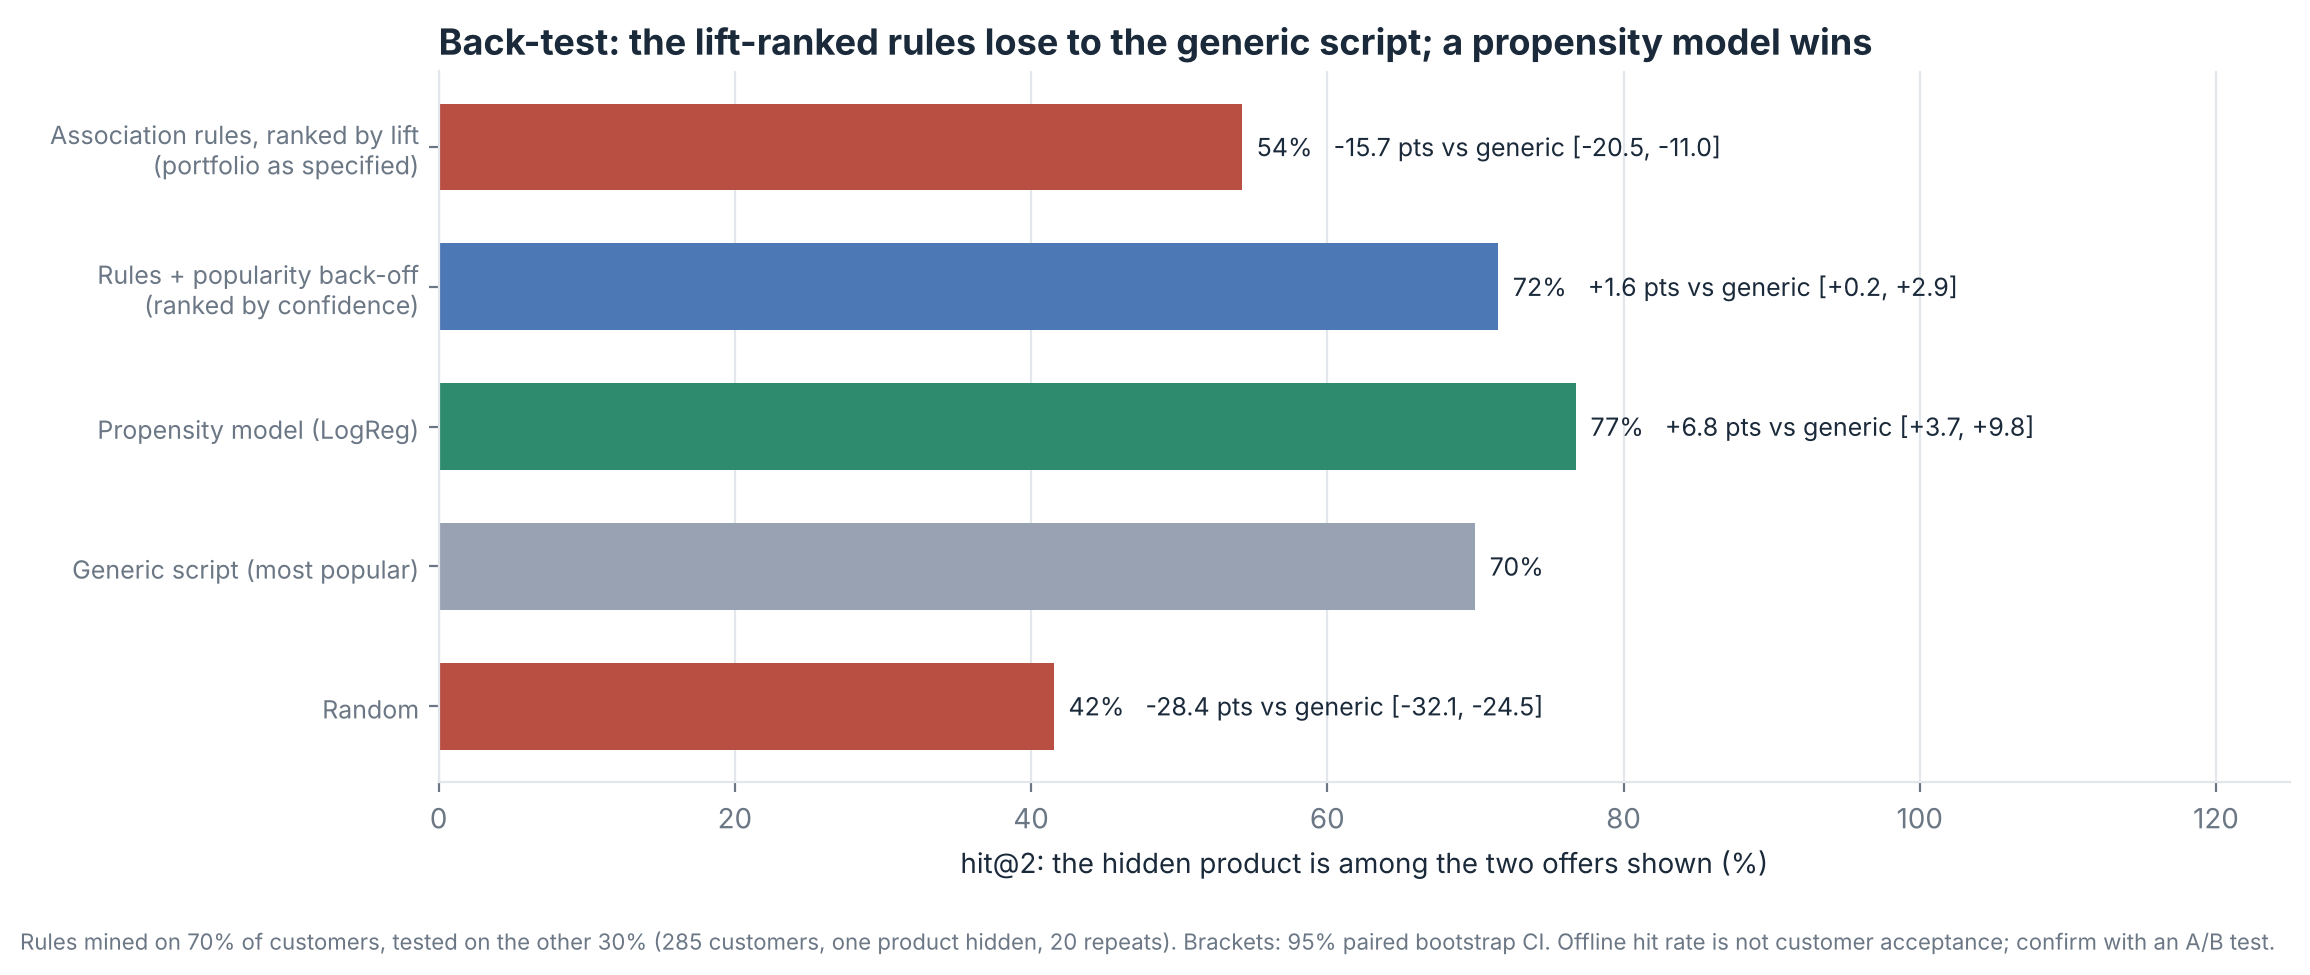 Back-test: the lift-ranked rules lose to the generic script; a propensity model wins
Association rules, ranked by lift
(portfolio as specified)
54% -15.7 pts vs generic [-20.5, -11.0]
Rules + popularity back-off
(ranked by confidence)
72% +1.6 pts vs generic [+0.2, +2.9]
Propensity model (LogReg)
77% +6.8 pts vs generic [+3.7, +9.8]
Generic script (most popular)
70%
Random
42% -28.4 pts vs generic [-32.1, -24.5]
0 20 40 60 80 100 120
hit@2: the hidden product is among the two offers shown (%)
Rules mined on 70% of customers, tested on the other 30% (285 customers, one product hidden, 20 repeats). Brackets: 95% paired bootstrap CI. Offline hit rate is not customer acceptance; confirm with an A/B test.